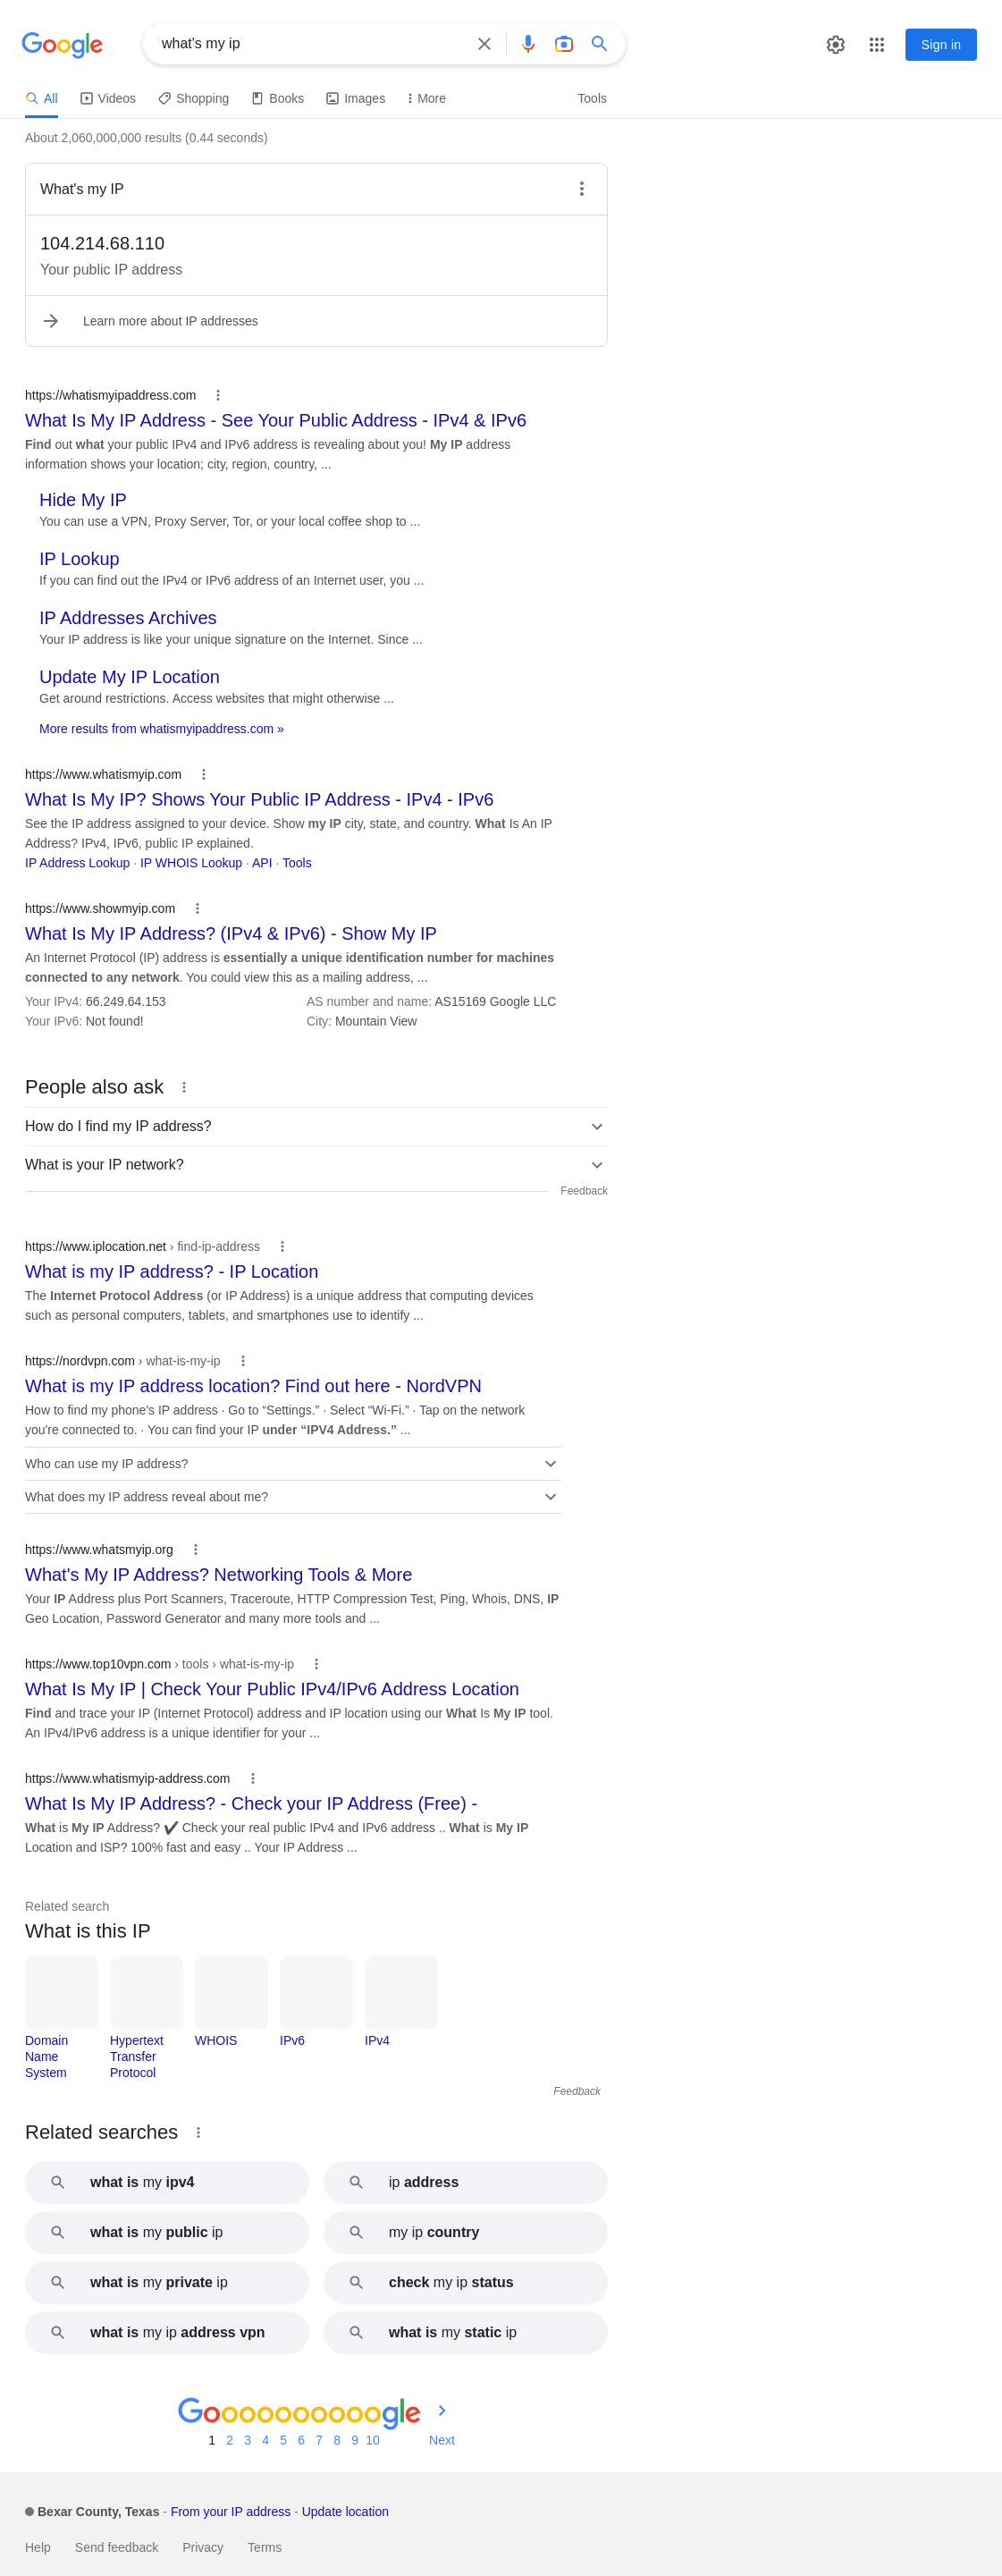 Google
what's my ip
Sign in
All
Videos
Shopping
Books
Images
More
Tools
About 2,060,000,000 results (0.44 seconds)
What's my IP
104.214.68.110
Your public IP address
Learn more about IP addresses
https://whatismyipaddress.com
What Is My IP Address - See Your Public Address - IPv4 & IPv6
Find out what your public IPv4 and IPv6 address is revealing about you! My IP address
information shows your location; city, region, country, ...
Hide My IP
You can use a VPN, Proxy Server, Tor, or your local coffee shop to ...
IP Lookup
If you can find out the IPv4 or IPv6 address of an Internet user, you ...
IP Addresses Archives
Your IP address is like your unique signature on the Internet. Since ...
Update My IP Location
Get around restrictions. Access websites that might otherwise ...
More results from whatismyipaddress.com »
https://www.whatismyip.com
What Is My IP? Shows Your Public IP Address - IPv4 - IPv6
See the IP address assigned to your device. Show my IP city, state, and country. What Is An IP
Address? IPv4, IPv6, public IP explained.
IP Address Lookup · IP WHOIS Lookup · API · Tools
https://www.showmyip.com
What Is My IP Address? (IPv4 & IPv6) - Show My IP
An Internet Protocol (IP) address is essentially a unique identification number for machines
connected to any network. You could view this as a mailing address, ...
Your IPv4: 66.249.64.153
AS number and name: AS15169 Google LLC
Your IPv6: Not found!
City: Mountain View
People also ask
How do I find my IP address?
What is your IP network?
Feedback
https://www.iplocation.net › find-ip-address
What is my IP address? - IP Location
The Internet Protocol Address (or IP Address) is a unique address that computing devices
such as personal computers, tablets, and smartphones use to identify ...
https://nordvpn.com › what-is-my-ip
What is my IP address location? Find out here - NordVPN
How to find my phone's IP address · Go to “Settings.” · Select “Wi-Fi.” · Tap on the network
you're connected to. · You can find your IP under “IPV4 Address.” ...
Who can use my IP address?
What does my IP address reveal about me?
https://www.whatsmyip.org
What's My IP Address? Networking Tools & More
Your IP Address plus Port Scanners, Traceroute, HTTP Compression Test, Ping, Whois, DNS, IP
Geo Location, Password Generator and many more tools and ...
https://www.top10vpn.com › tools › what-is-my-ip
What Is My IP | Check Your Public IPv4/IPv6 Address Location
Find and trace your IP (Internet Protocol) address and IP location using our What Is My IP tool.
An IPv4/IPv6 address is a unique identifier for your ...
https://www.whatismyip-address.com
What Is My IP Address? - Check your IP Address (Free) -
What is My IP Address? ✔️ Check your real public IPv4 and IPv6 address .. What is My IP
Location and ISP? 100% fast and easy .. Your IP Address ...
Related search
What is this IP
Domain
Name
System
Hypertext
Transfer
Protocol
WHOIS
IPv6
IPv4
Feedback
Related searches
what is my ipv4
ip address
what is my public ip
my ip country
what is my private ip
check my ip status
what is my ip address vpn
what is my static ip
Goooooooooogle
1 2 3 4 5 6 7 8 9 10 Next
Bexar County, Texas - From your IP address - Update location
Help Send feedback Privacy Terms